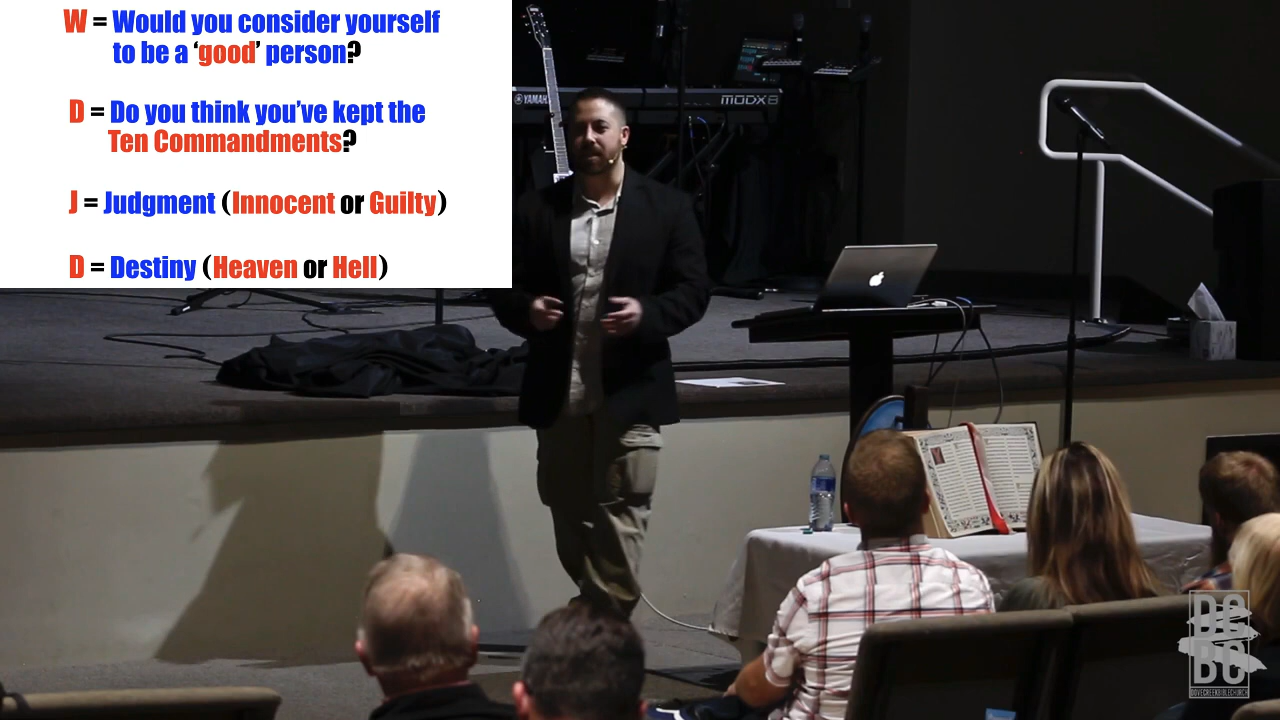 W = Would you consider yourself
to be a ‘good’ person?
D = Do you think you’ve kept the
Ten Commandments?
J = Judgment (Innocent or Guilty)
D = Destiny (Heaven or Hell)
YAMAHA
MODX8
DC
BC
DOVECREEKBIBLECHURCH